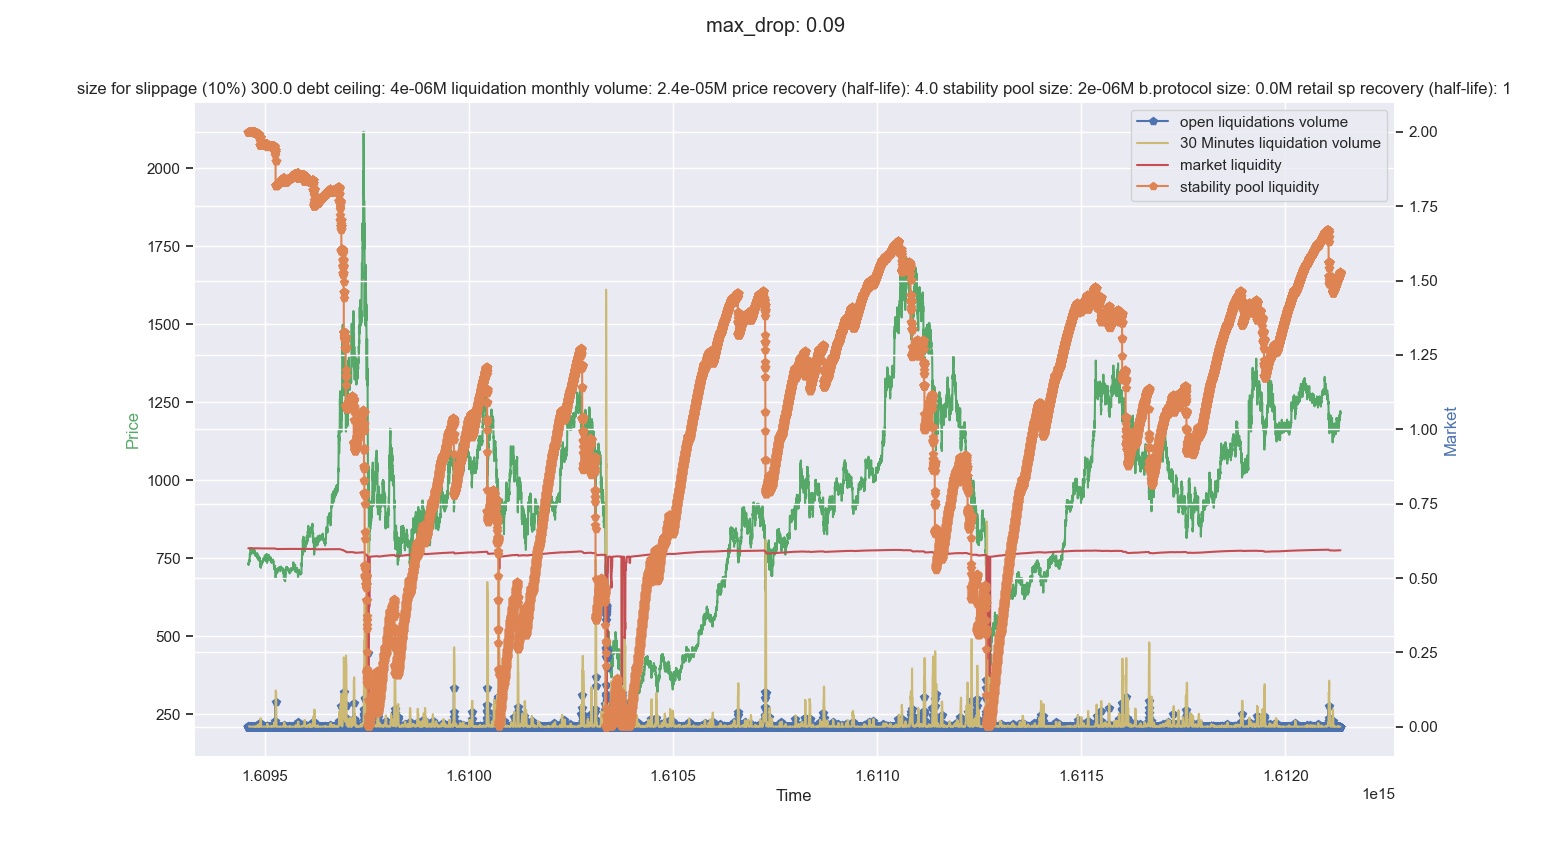 max_drop: 0.09
size for slippage (10%) 300.0 debt ceiling: 4e-06M liquidation monthly volume: 2.4e-05M price recovery (half-life): 4.0 stability pool size: 2e-06M b.protocol size: 0.0M retail sp recovery (half-life): 1
open liquidations volume
30 Minutes liquidation volume
market liquidity
stability pool liquidity
2000
1750
1500
1250
1000
750
500
250
Price
2.00
1.75
1.50
1.25
1.00
0.75
0.50
0.25
0.00
Market
1.6095 1.6100 1.6105 1.6110 1.6115 1.6120
Time
1e15